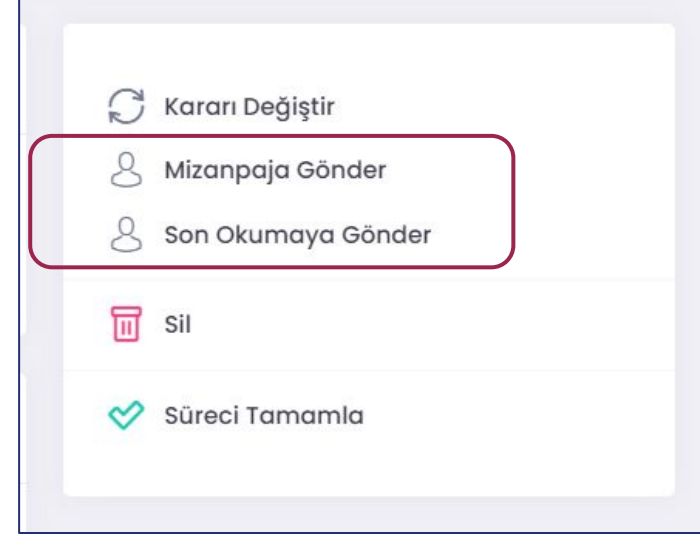 Kararı Değiştir
Mizanpaja Gönder
Son Okumaya Gönder
Sil
Süreci Tamamla